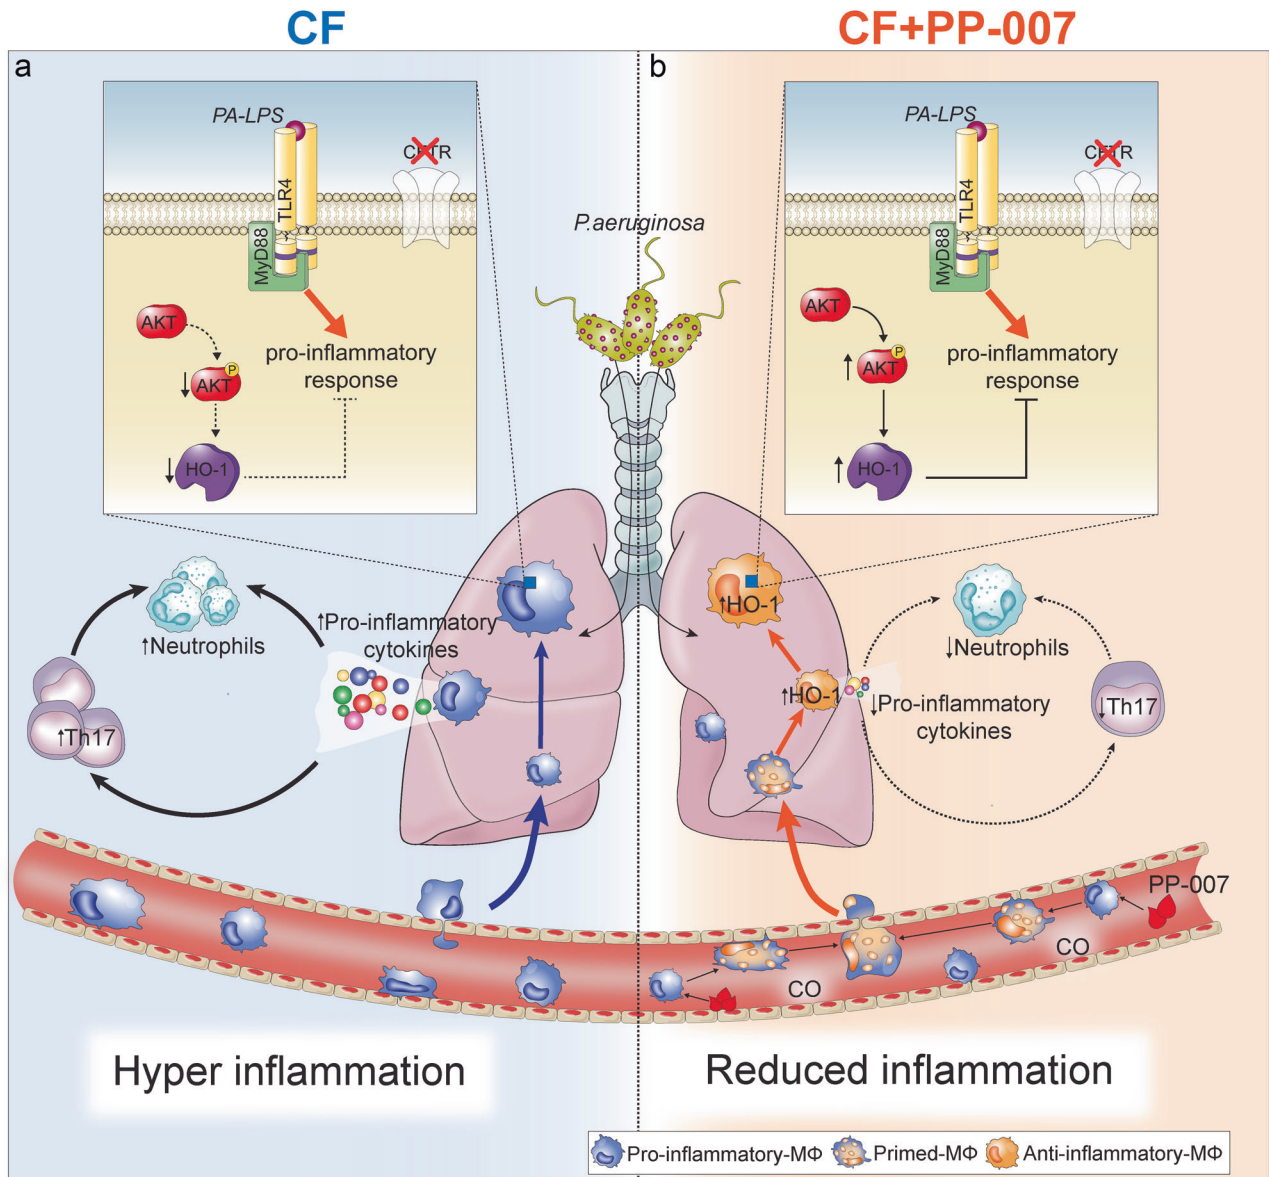 CF
CF+PP-007
a
PA-LPS
CFTR
TLR4
MyD88
AKT
P
AKT
pro-inflammatory
response
HO-1
P.aeruginosa
b
PA-LPS
CFTR
TLR4
MyD88
AKT
P
AKT
pro-inflammatory
response
HO-1
↑Neutrophils
↑Pro-inflammatory
cytokines
↑Th17
↑HO-1
↑HO-1
↓Neutrophils
↓Pro-inflammatory
cytokines
↓Th17
PP-007
CO
CO
Hyper inflammation
Reduced inflammation
Pro-inflammatory-MΦ
Primed-MΦ
Anti-inflammatory-MΦ